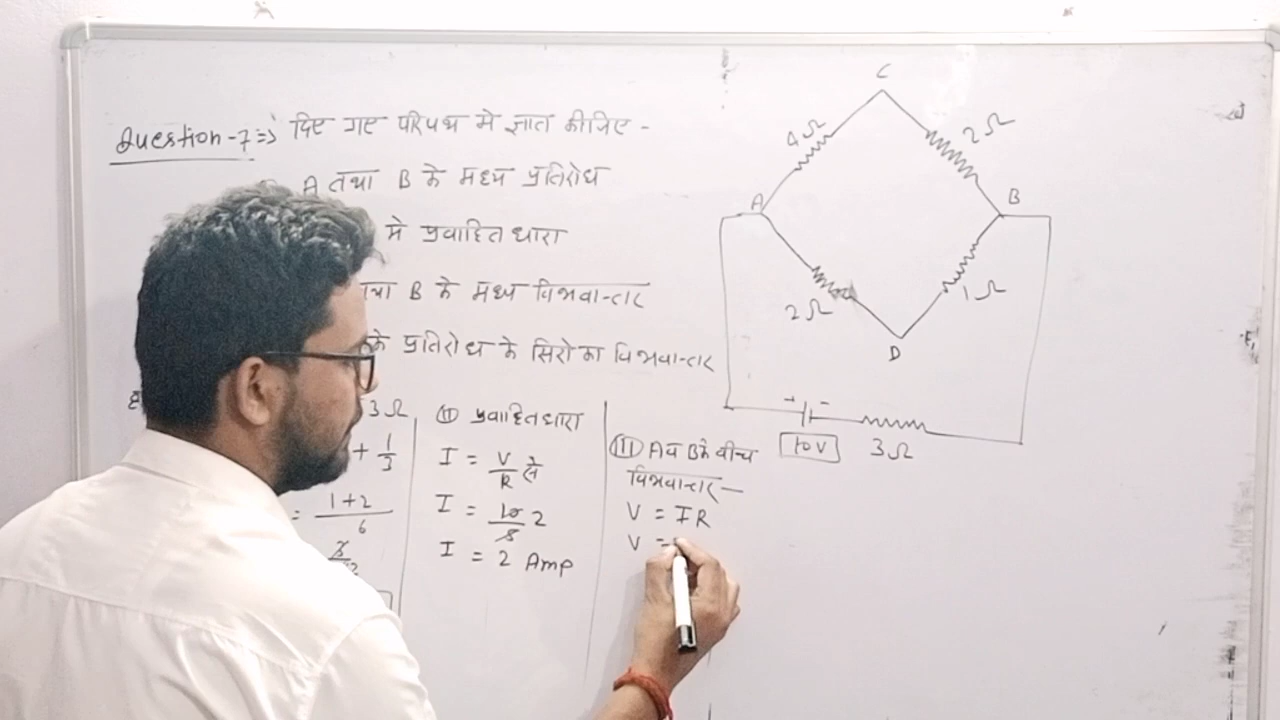 Question-7=> दिए गए परिपथ मे ज्ञात कीजिए -
A तथा B के मध्य प्रतिरोध
मे प्रवाहित धारा
B के मध्य विभवान्तर
प्रतिरोध के सिरो का विभवान्तर
3Ω
+ 1/3
= 1+2/6
(II) प्रवाहित धारा
I = V/R से
I = 10/5 2
I = 2 Amp
(III) A व B के बीच
विभवान्तर -
V = IR
V =
C
4Ω
2Ω
A
B
2Ω
1Ω
D
+ -
10V
3Ω